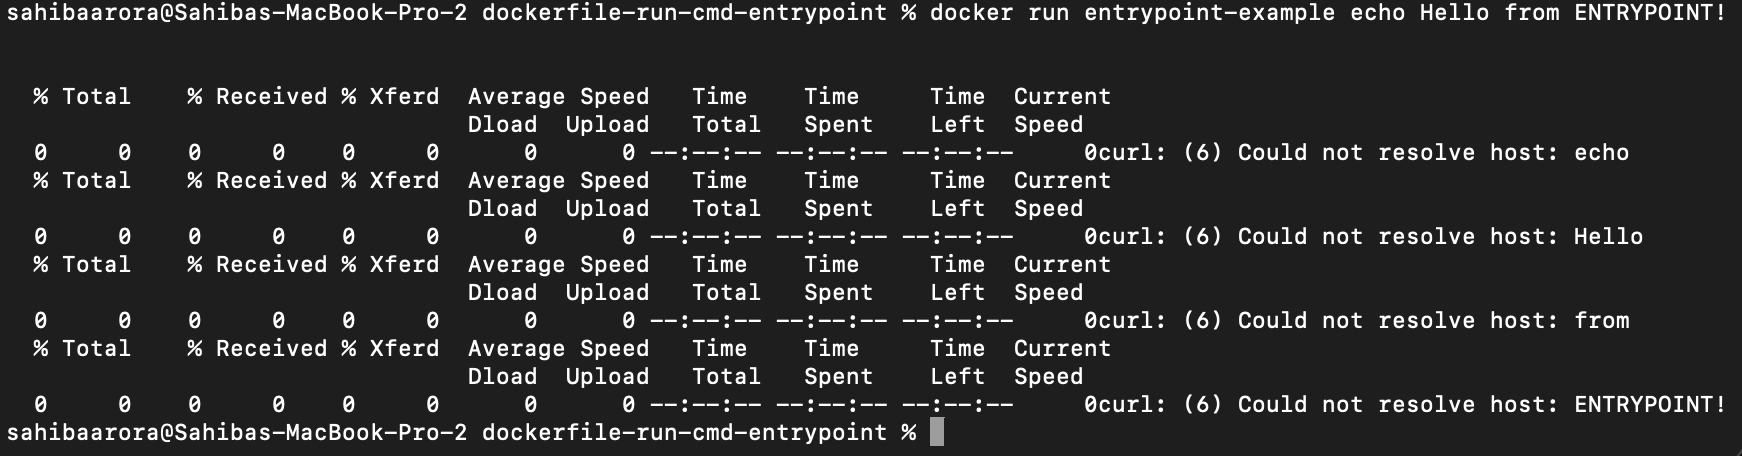 sahibaarora@Sahibas-MacBook-Pro-2 dockerfile-run-cmd-entrypoint % docker run entrypoint-example echo Hello from ENTRYPOINT!
  % Total    % Received % Xferd  Average Speed   Time    Time     Time  Current
                                 Dload  Upload   Total   Spent    Left  Speed
  0     0    0     0    0     0      0      0 --:--:-- --:--:-- --:--:--     0curl: (6) Could not resolve host: echo
  % Total    % Received % Xferd  Average Speed   Time    Time     Time  Current
                                 Dload  Upload   Total   Spent    Left  Speed
  0     0    0     0    0     0      0      0 --:--:-- --:--:-- --:--:--     0curl: (6) Could not resolve host: Hello
  % Total    % Received % Xferd  Average Speed   Time    Time     Time  Current
                                 Dload  Upload   Total   Spent    Left  Speed
  0     0    0     0    0     0      0      0 --:--:-- --:--:-- --:--:--     0curl: (6) Could not resolve host: from
  % Total    % Received % Xferd  Average Speed   Time    Time     Time  Current
                                 Dload  Upload   Total   Spent    Left  Speed
  0     0    0     0    0     0      0      0 --:--:-- --:--:-- --:--:--     0curl: (6) Could not resolve host: ENTRYPOINT!
sahibaarora@Sahibas-MacBook-Pro-2 dockerfile-run-cmd-entrypoint %